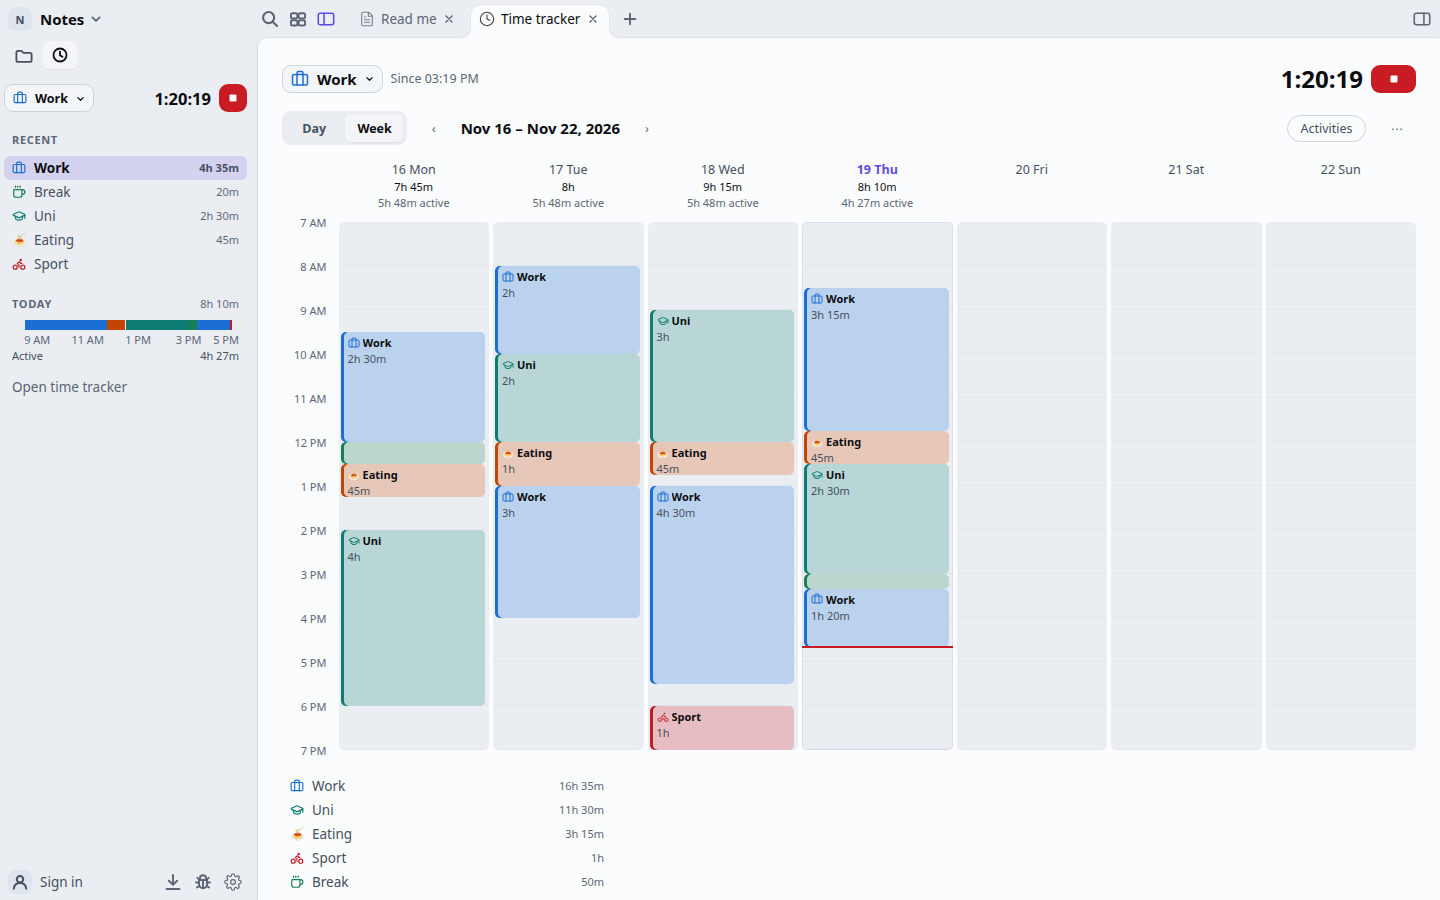 N Notes
Read me
Time tracker
Work 1:20:19
RECENT
Work 4h 35m
Break 20m
Uni 2h 30m
Eating 45m
Sport
TODAY 8h 10m
9 AM 11 AM 1 PM 3 PM 5 PM
Active 4h 27m
Open time tracker
Sign in
Work Since 03:19 PM 1:20:19
Day Week ‹ Nov 16 – Nov 22, 2026 › Activities ···
16 Mon 17 Tue 18 Wed 19 Thu 20 Fri 21 Sat 22 Sun
7h 45m 8h 9h 15m 8h 10m
5h 48m active 5h 48m active 5h 48m active 4h 27m active
7 AM
8 AM
9 AM
10 AM
11 AM
12 PM
1 PM
2 PM
3 PM
4 PM
5 PM
6 PM
7 PM
Work
2h 30m
Eating
45m
Uni
4h
Work
2h
Uni
2h
Eating
1h
Work
3h
Uni
3h
Eating
45m
Work
4h 30m
Sport
1h
Work
3h 15m
Eating
45m
Uni
2h 30m
Work
1h 20m
Work 16h 35m
Uni 11h 30m
Eating 3h 15m
Sport 1h
Break 50m